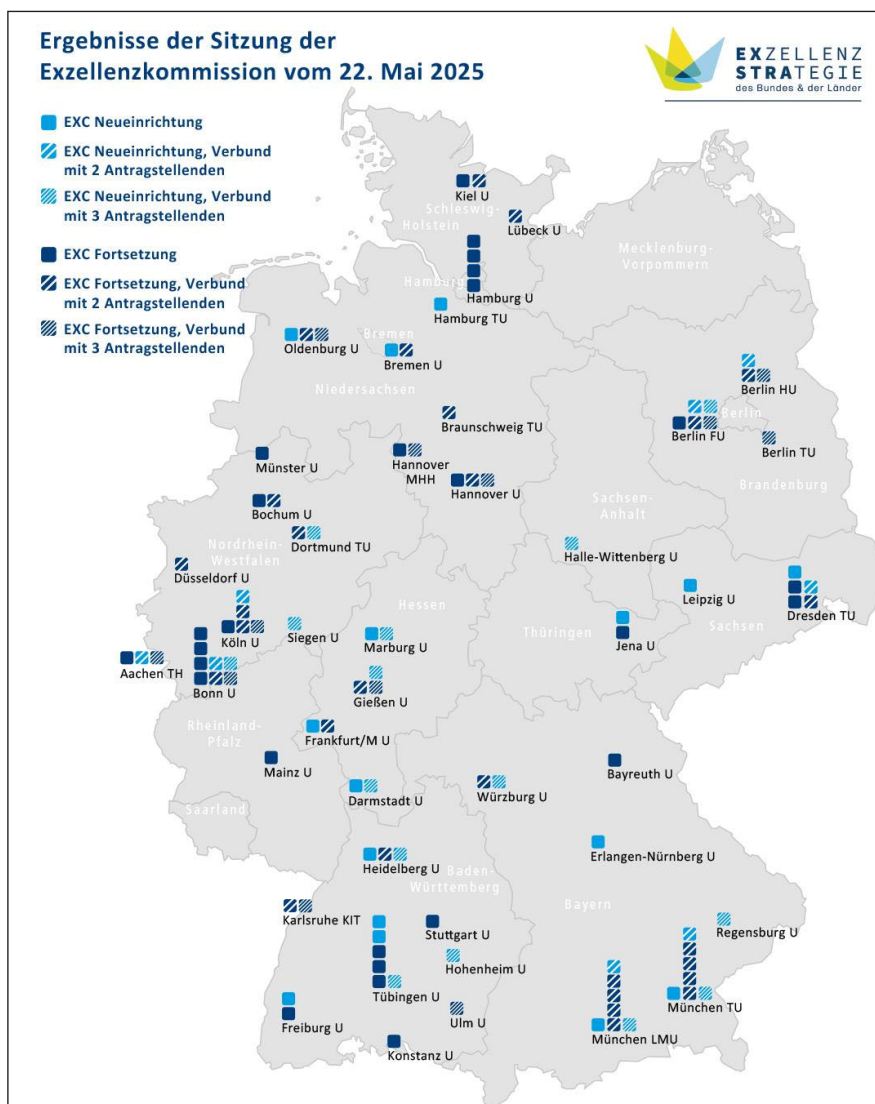 Ergebnisse der Sitzung der
Exzellenzkommission vom 22. Mai 2025
EXZELLENZ
STRATEGIE
des Bundes & der Länder
EXC Neueinrichtung
EXC Neueinrichtung, Verbund
mit 2 Antragstellenden
EXC Neueinrichtung, Verbund
mit 3 Antragstellenden
EXC Fortsetzung
EXC Fortsetzung, Verbund
mit 2 Antragstellenden
EXC Fortsetzung, Verbund
mit 3 Antragstellenden
Kiel U
Schleswig-
Holstein
Lübeck U
Mecklenburg-
Vorpommern
Hamburg
Hamburg U
Hamburg TU
Bremen
Oldenburg U
Bremen U
Niedersachsen
Berlin HU
Berlin
Braunschweig TU
Berlin FU
Berlin TU
Münster U
Hannover
MHH
Hannover U
Brandenburg
Sachsen-
Anhalt
Bochum U
Nordrhein-
Westfalen
Dortmund TU
Halle-Wittenberg U
Düsseldorf U
Leipzig U
Dresden TU
Sachsen
Hessen
Thüringen
Köln U
Siegen U
Marburg U
Jena U
Aachen TH
Bonn U
Gießen U
Rheinland-
Pfalz
Frankfurt/M U
Mainz U
Bayreuth U
Darmstadt U
Würzburg U
Saarland
Erlangen-Nürnberg U
Heidelberg U
Baden-
Württemberg
Bayern
Karlsruhe KIT
Stuttgart U
Regensburg U
Hohenheim U
Tübingen U
München TU
Freiburg U
Ulm U
München LMU
Konstanz U